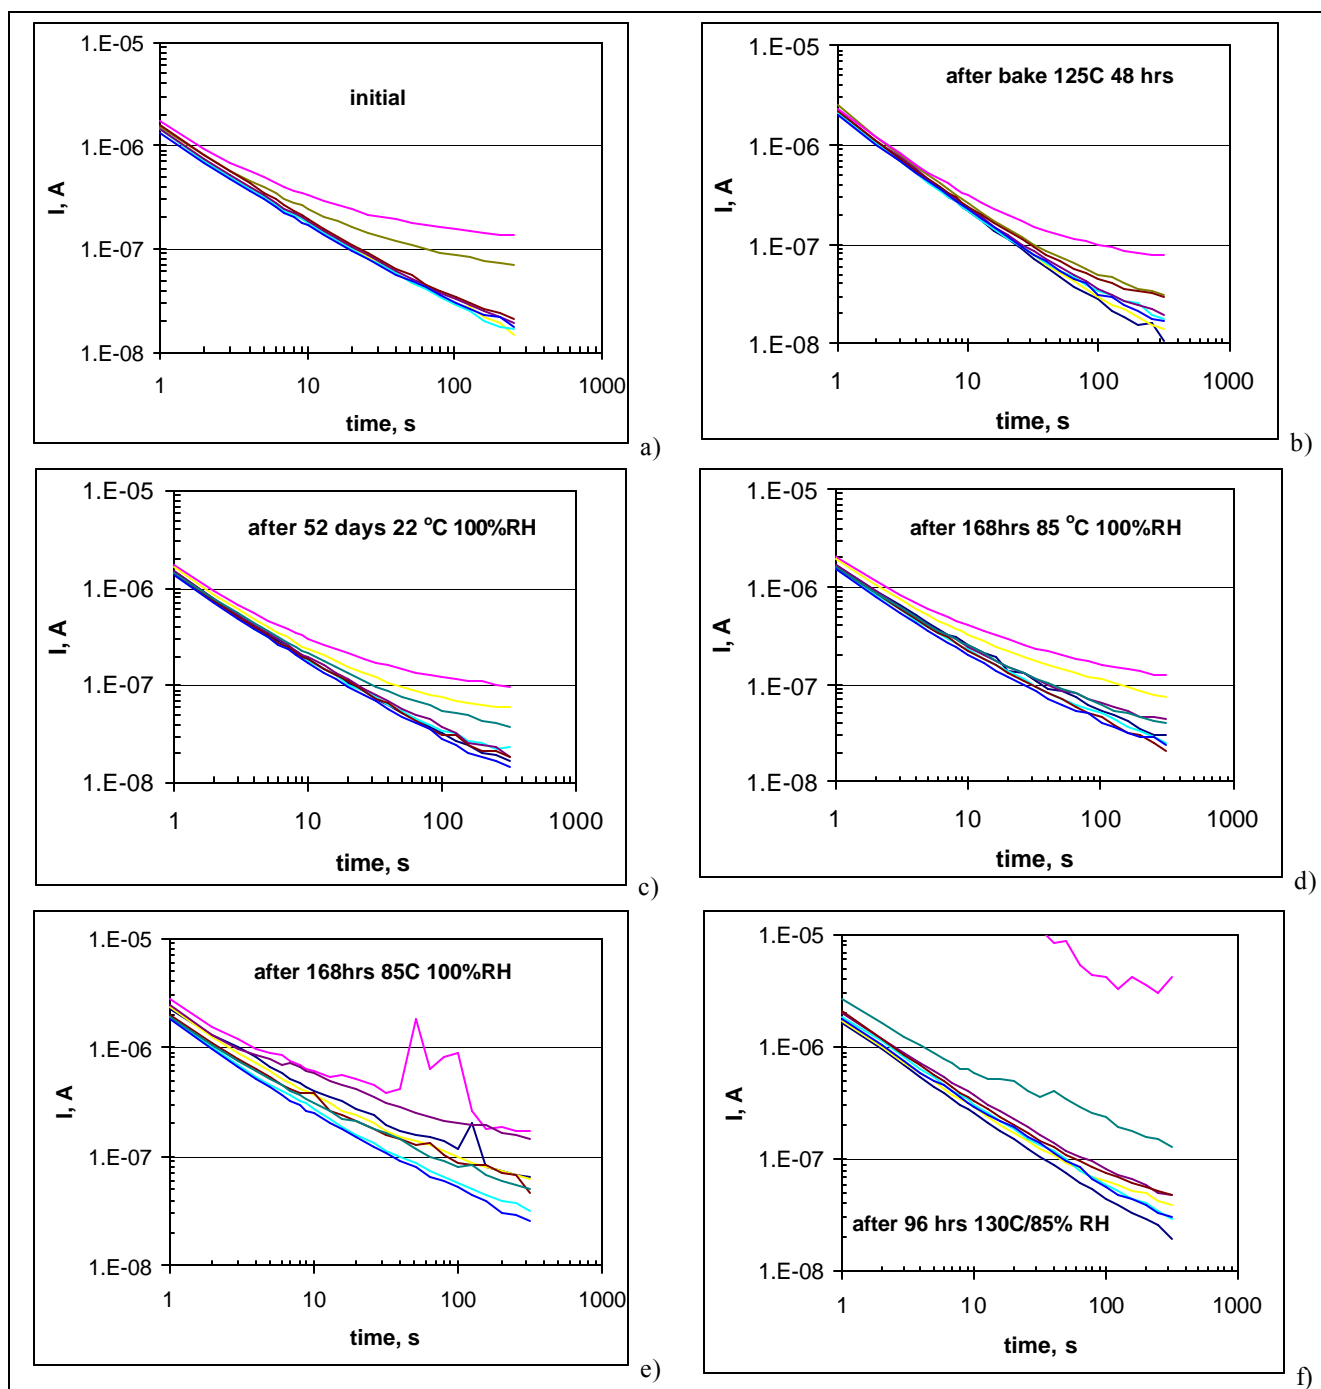 initial
1.E-05
1.E-06
1.E-07
1.E-08
I, A
1 10 100 1000
time, s
a)
after bake 125C 48 hrs
1.E-05
1.E-06
1.E-07
1.E-08
I, A
1 10 100 1000
time, s
b)
after 52 days 22 °C 100%RH
1.E-05
1.E-06
1.E-07
1.E-08
I, A
1 10 100 1000
time, s
c)
after 168hrs 85 °C 100%RH
1.E-05
1.E-06
1.E-07
1.E-08
I, A
1 10 100 1000
time, s
d)
after 168hrs 85C 100%RH
1.E-05
1.E-06
1.E-07
1.E-08
I, A
1 10 100 1000
time, s
e)
1.E-05
1.E-06
1.E-07
1.E-08
I, A
after 96 hrs 130C/85% RH
1 10 100 1000
time, s
f)